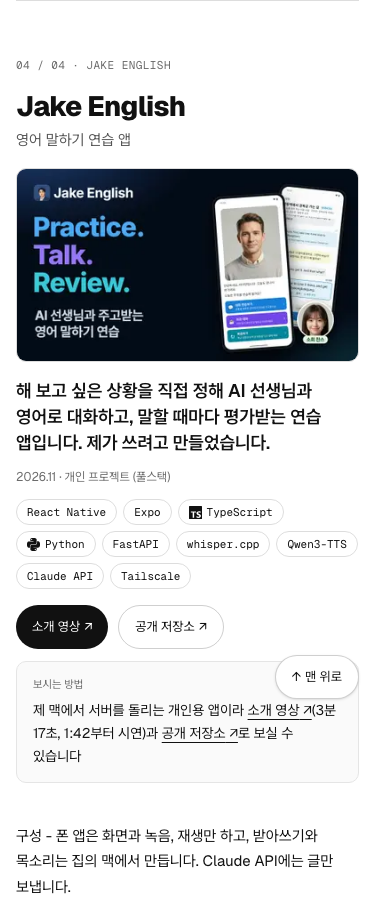 04 / 04 · JAKE ENGLISH
Jake English
영어 말하기 연습 앱
Jake English
Practice.
Talk.
Review.
AI 선생님과 주고받는
영어 말하기 연습
해 보고 싶은 상황을 직접 정해 AI 선생님과
영어로 대화하고, 말할 때마다 평가받는 연습
앱입니다. 제가 쓰려고 만들었습니다.
2026.11 · 개인 프로젝트 (풀스택)
React Native
Expo
TS TypeScript
Python
FastAPI
whisper.cpp
Qwen3-TTS
Claude API
Tailscale
소개 영상 ↗
공개 저장소 ↗
↑ 맨 위로
보시는 방법
제 맥에서 서버를 돌리는 개인용 앱이라 소개 영상 ↗(3분
17초, 1:42부터 시연)과 공개 저장소 ↗로 보실 수
있습니다
구성 - 폰 앱은 화면과 녹음, 재생만 하고, 받아쓰기와
목소리는 집의 맥에서 만듭니다. Claude API에는 글만
보냅니다.